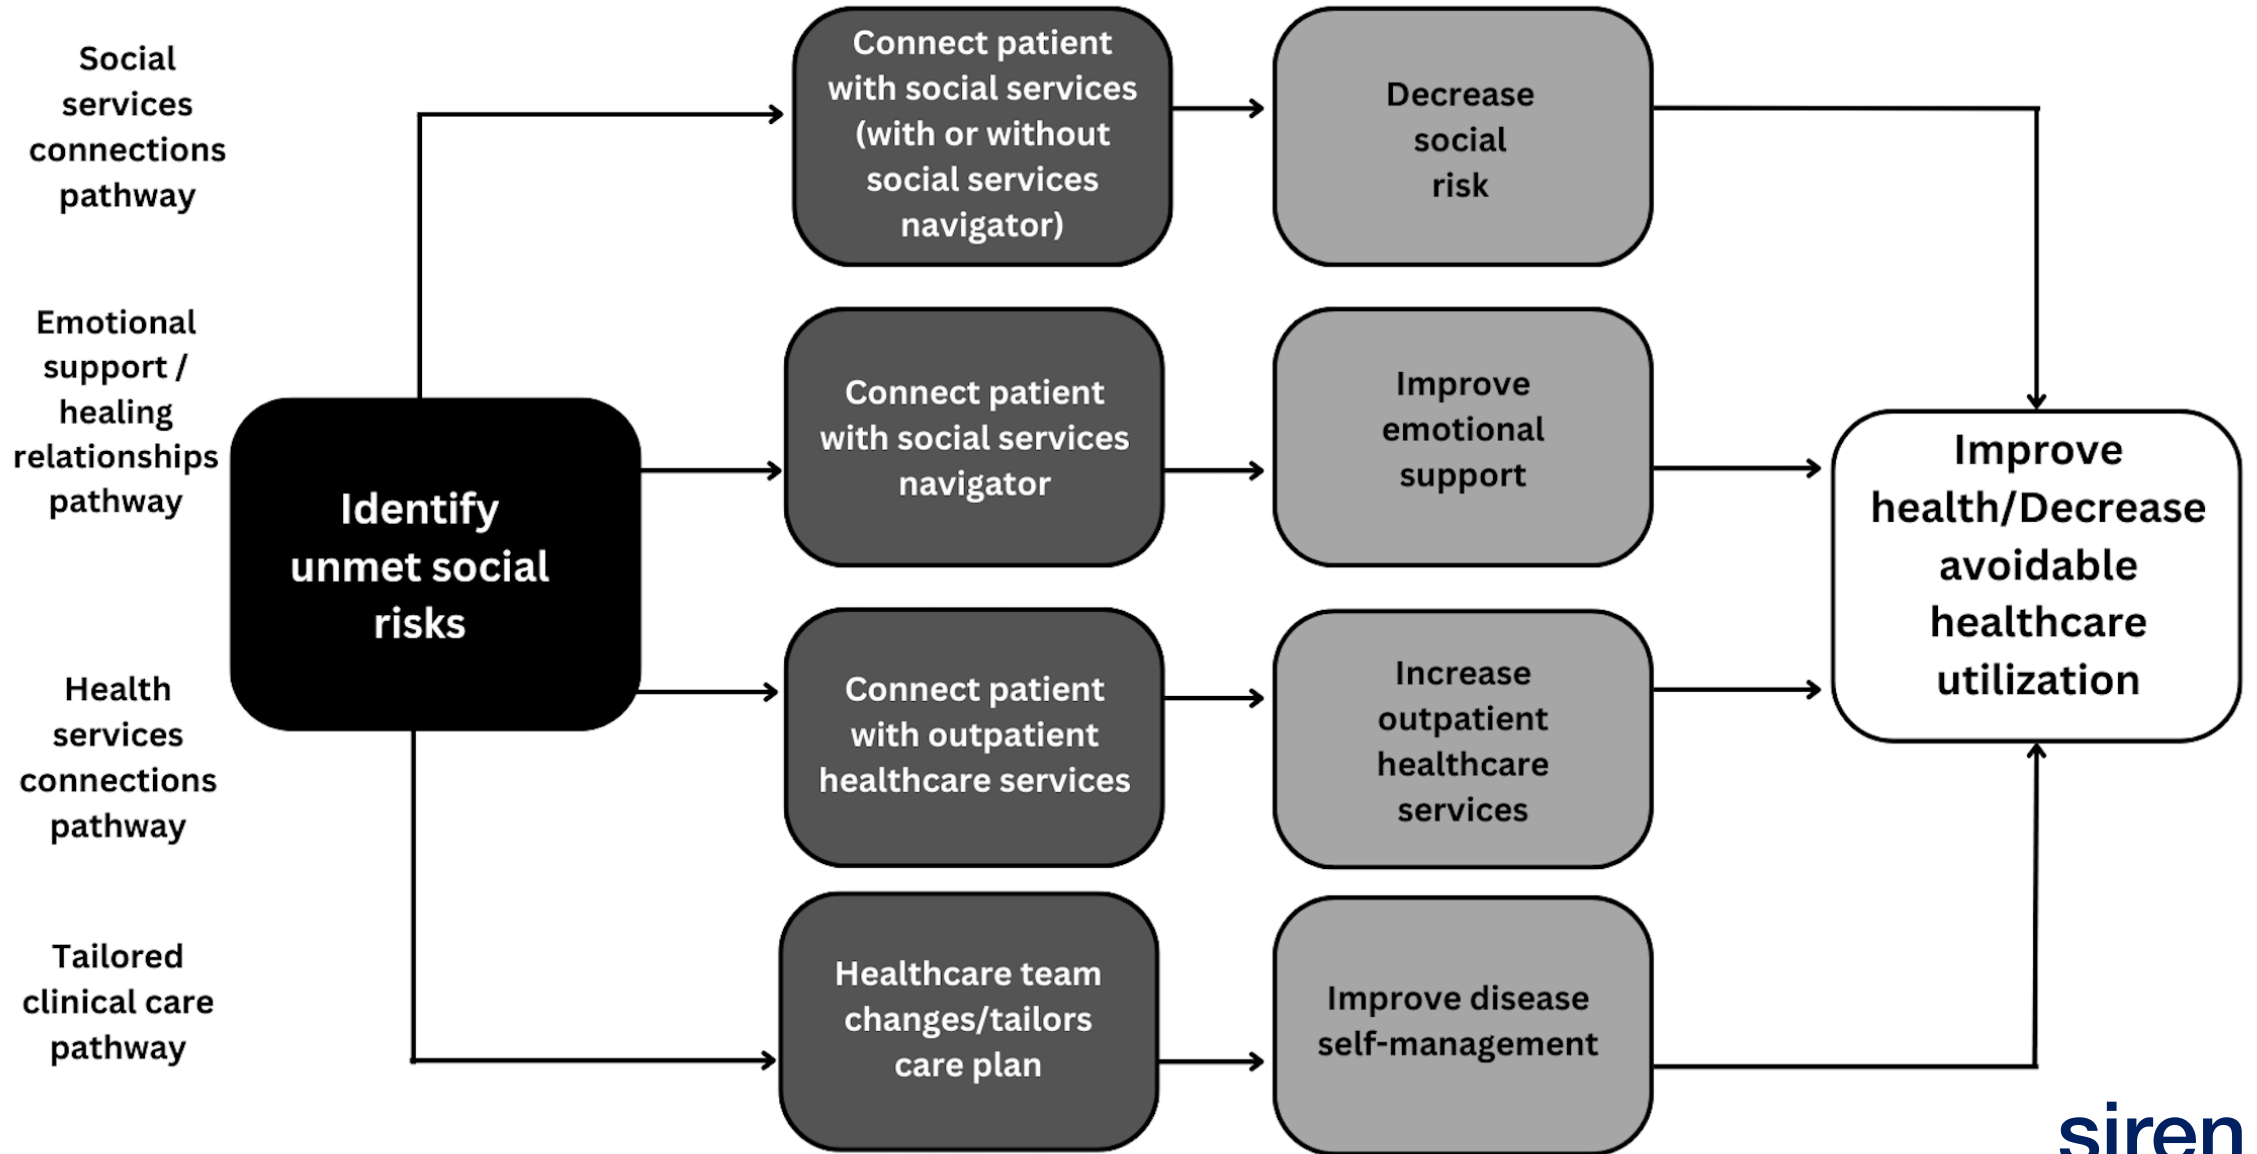 Social
services
connections
pathway
Emotional
support /
healing
relationships
pathway
Health
services
connections
pathway
Tailored
clinical care
pathway
Identify
unmet social
risks
Connect patient
with social services
(with or without
social services
navigator)
Decrease
social
risk
Connect patient
with social services
navigator
Improve
emotional
support
Connect patient
with outpatient
healthcare services
Increase
outpatient
healthcare
services
Healthcare team
changes/tailors
care plan
Improve disease
self-management
Improve
health/Decrease
avoidable
healthcare
utilization
siren